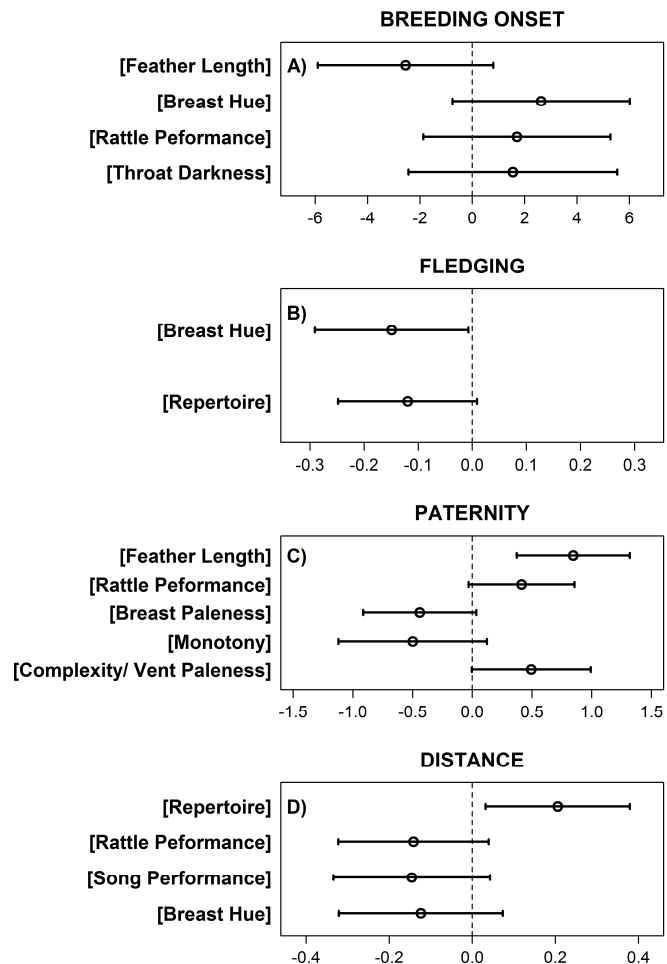 BREEDING ONSET
A)
[Feather Length]
[Breast Hue]
[Rattle Peformance]
[Throat Darkness]
-6 -4 -2 0 2 4 6
FLEDGING
B)
[Breast Hue]
[Repertoire]
-0.3 -0.2 -0.1 0.0 0.1 0.2 0.3
PATERNITY
C)
[Feather Length]
[Rattle Peformance]
[Breast Paleness]
[Monotony]
[Complexity/ Vent Paleness]
-1.5 -1.0 -0.5 0.0 0.5 1.0 1.5
DISTANCE
D)
[Repertoire]
[Rattle Peformance]
[Song Performance]
[Breast Hue]
-0.4 -0.2 0.0 0.2 0.4